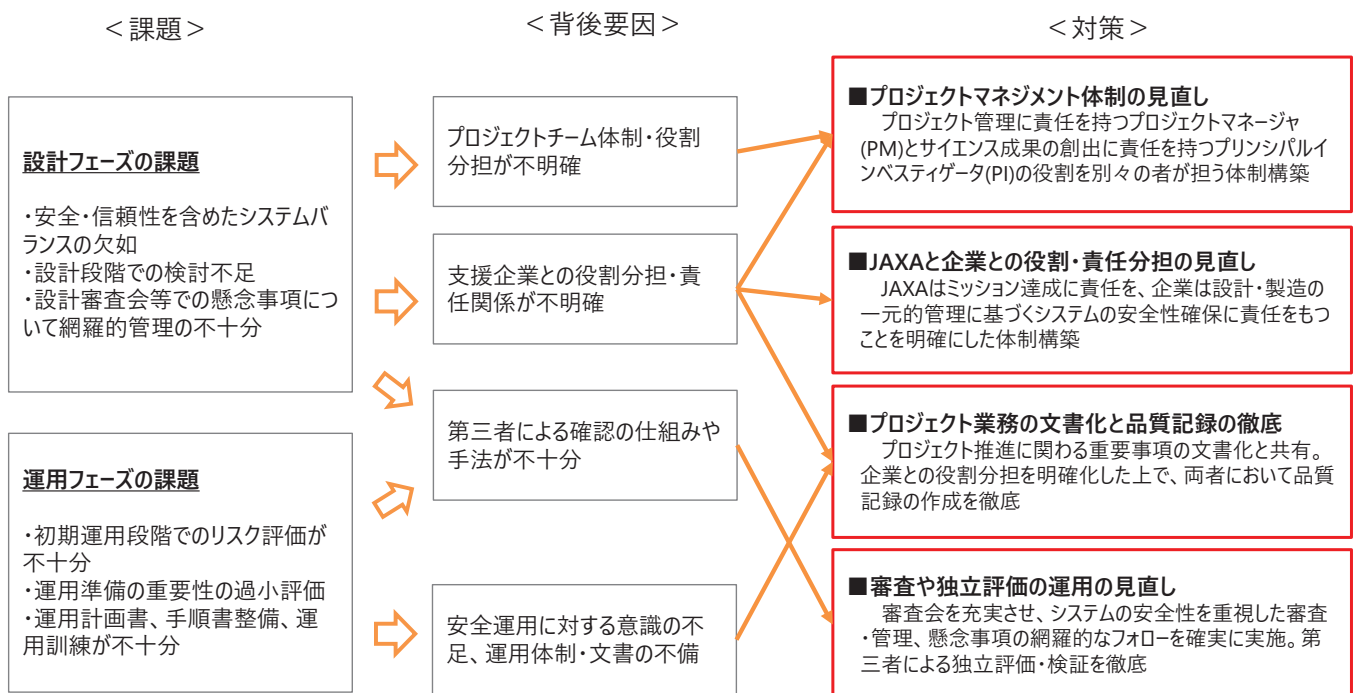 ＜課題＞
＜背後要因＞
＜対策＞
設計フェーズの課題
・安全・信頼性を含めたシステムバ
ランスの欠如
・設計段階での検討不足
・設計審査会等での懸念事項につ
いて網羅的管理の不十分
運用フェーズの課題
・初期運用段階でのリスク評価が
不十分
・運用準備の重要性の過小評価
・運用計画書、手順書整備、運
用訓練が不十分
プロジェクトチーム体制・役割
分担が不明確
支援企業との役割分担・責
任関係が不明確
第三者による確認の仕組みや
手法が不十分
安全運用に対する意識の不
足、運用体制・文書の不備
■プロジェクトマネジメント体制の見直し
プロジェクト管理に責任を持つプロジェクトマネージャ
(PM)とサイエンス成果の創出に責任を持つプリンシパルイ
ンベスティゲータ(PI)の役割を別々の者が担う体制構築
■JAXAと企業との役割・責任分担の見直し
JAXAはミッション達成に責任を、企業は設計・製造の
一元的管理に基づくシステムの安全性確保に責任をもつ
ことを明確にした体制構築
■プロジェクト業務の文書化と品質記録の徹底
プロジェクト推進に関わる重要事項の文書化と共有。
企業との役割分担を明確化した上で、両者において品質
記録の作成を徹底
■審査や独立評価の運用の見直し
審査会を充実させ、システムの安全性を重視した審査
・管理、懸念事項の網羅的なフォローを確実に実施。第
三者による独立評価・検証を徹底